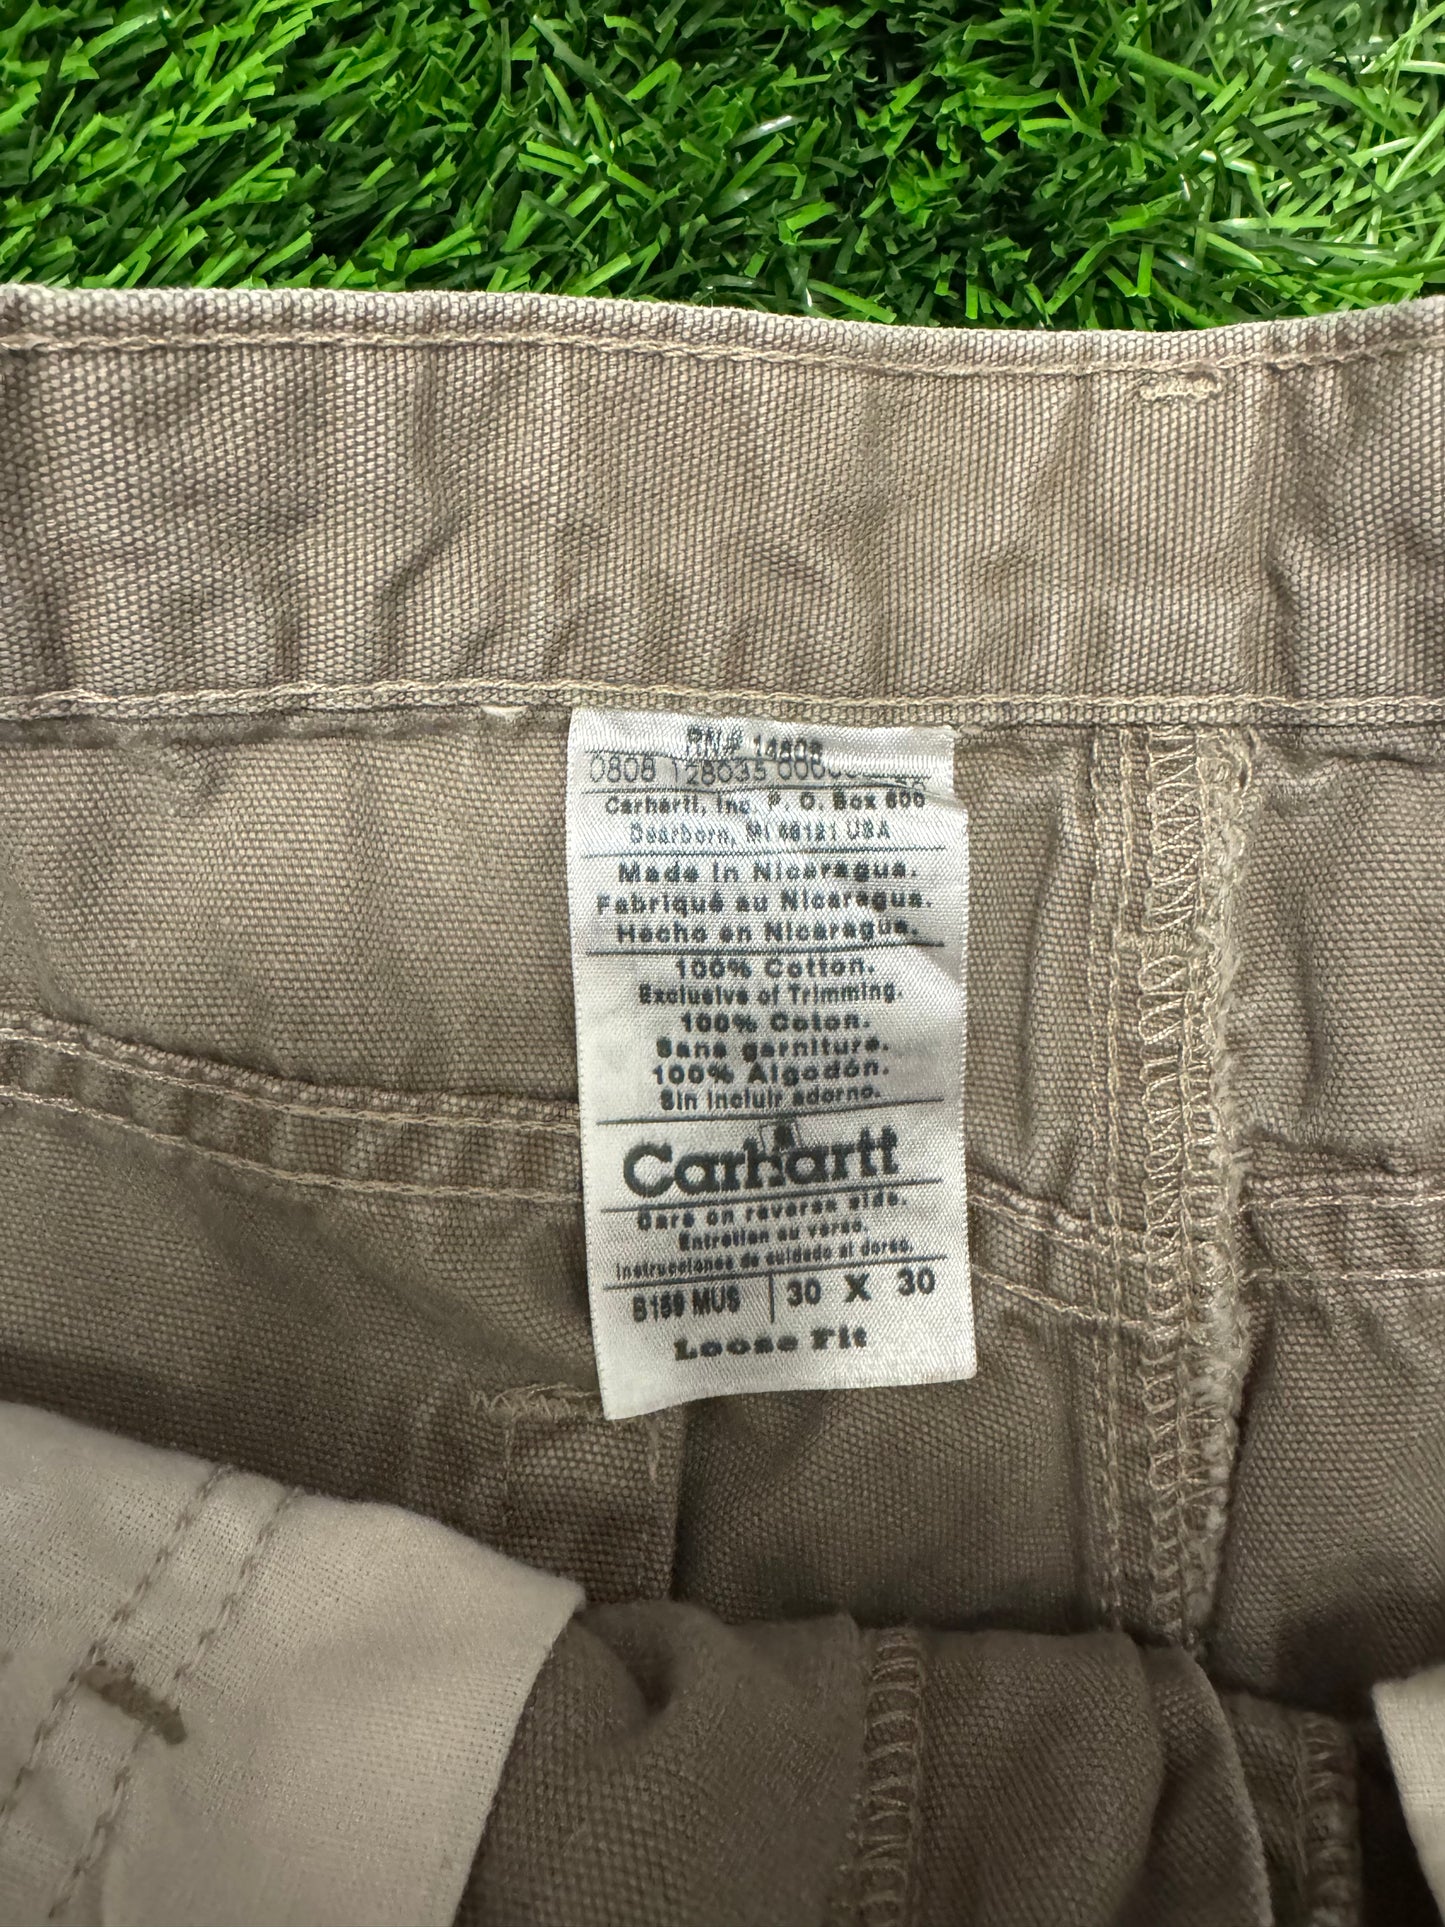 RN# 14806
0808 128035
Carhartt, Inc. P. O. Box 600
Dearborn, MI 48121 USA
Made in Nicaragua.
Fabriqué au Nicaragua.
Hecho en Nicaragua.
100% Cotton.
Exclusive of Trimming.
100% Coton.
Sans garniture.
100% Algodón.
Sin incluir adorno.
Carhartt
Care on reverse side.
Entretien au verso.
Instrucciones de cuidado al dorso.
B159 MUS 30 X 30
Loose Fit